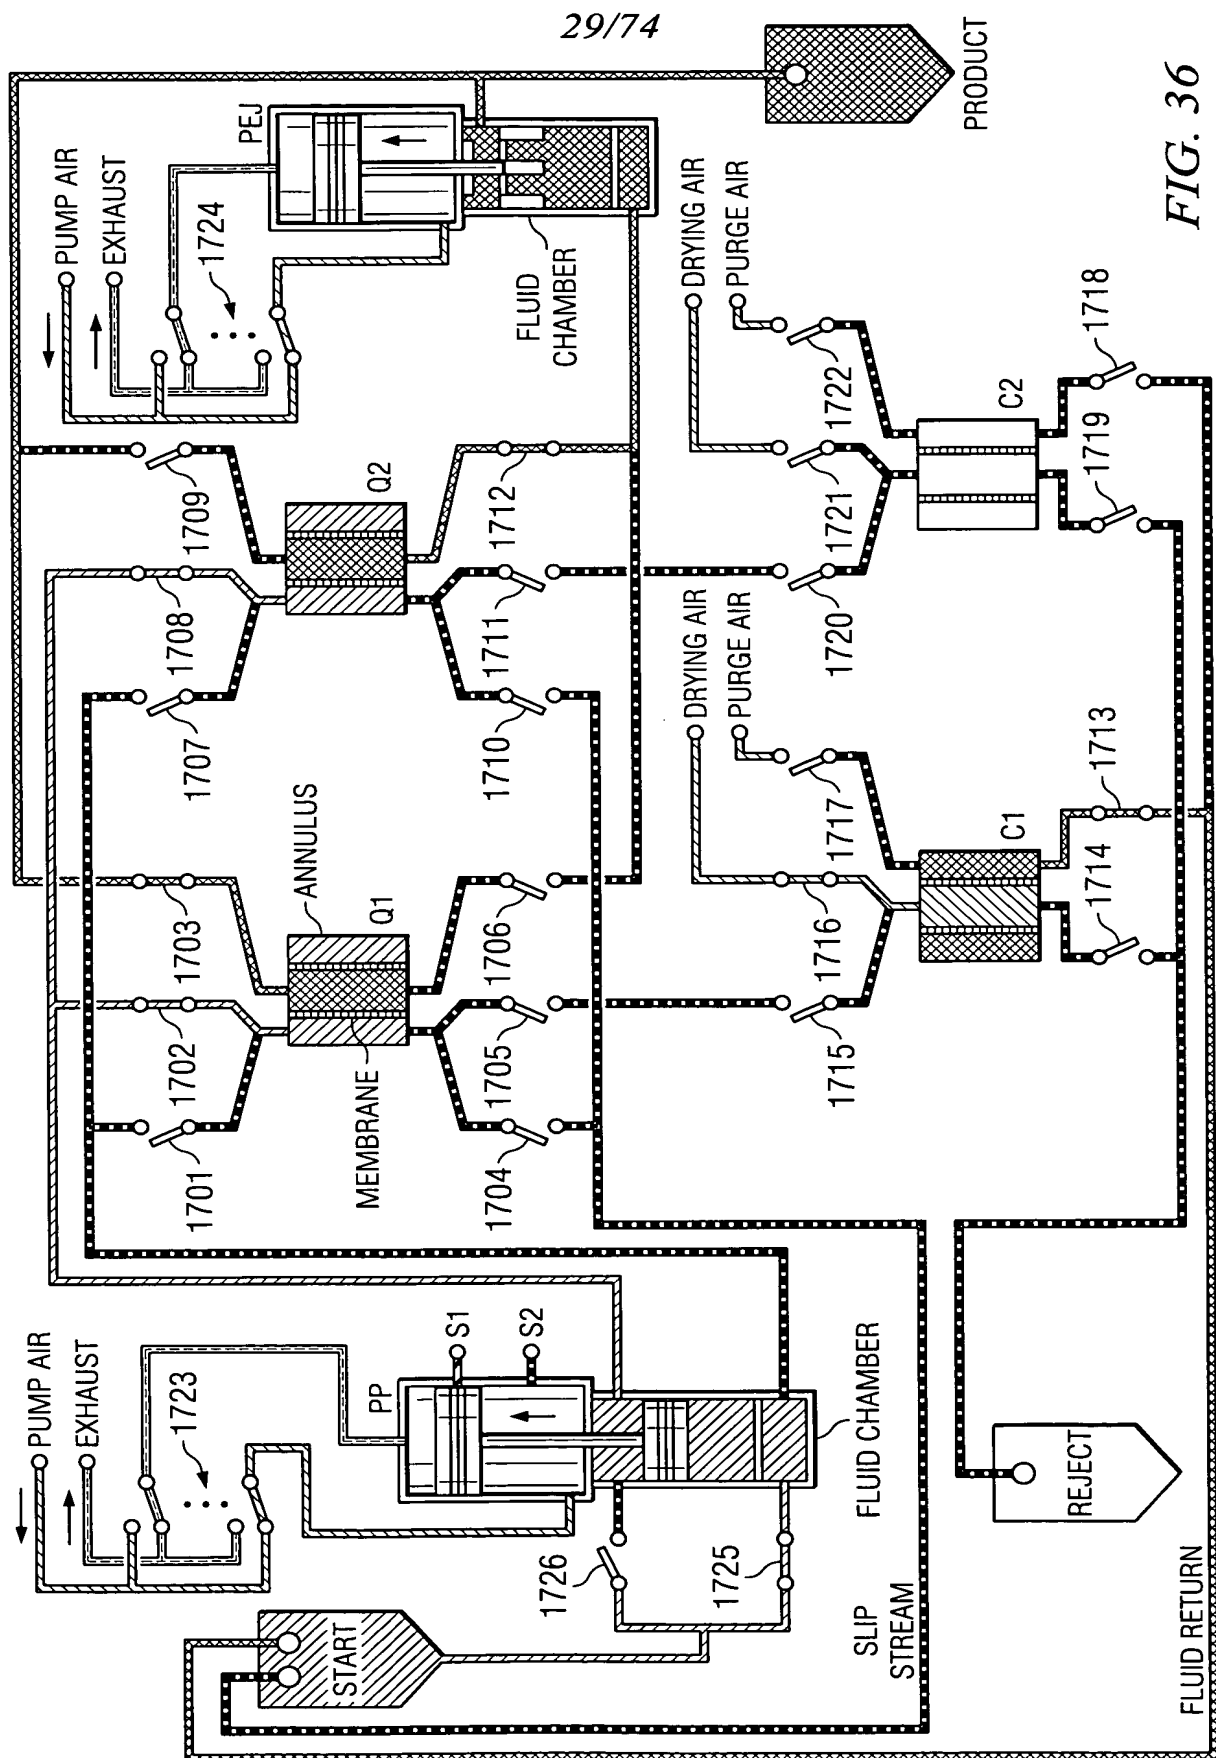 29/74
PUMP AIR
EXHAUST
1724
PEJ
FLUID
CHAMBER
PRODUCT
FIG. 36
1709
1708
1707
Q2
1712
1711
1710
DRYING AIR
PURGE AIR
1722
1721
1720
C2
1718
1719
1703
1702
1701
ANNULUS
MEMBRANE
Q1
1706
1705
1704
DRYING AIR
PURGE AIR
1717
1716
1715
C1
1713
1714
PUMP AIR
EXHAUST
1723
PP
S1
S2
FLUID CHAMBER
1726
1725
START
SLIP
STREAM
REJECT
FLUID RETURN